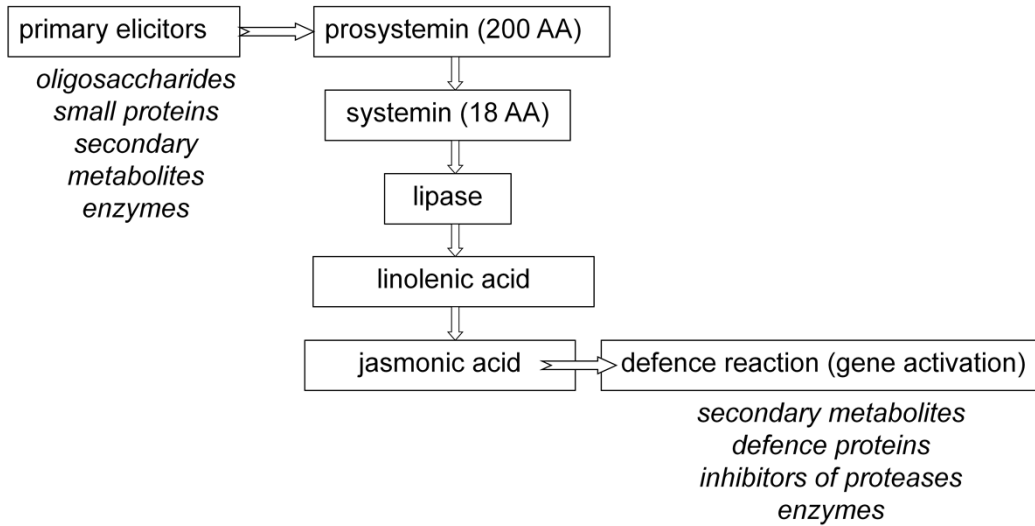 primary elicitors
prosystemin (200 AA)
oligosaccharides
small proteins
secondary
metabolites
enzymes
systemin (18 AA)
lipase
linolenic acid
jasmonic acid
defence reaction (gene activation)
secondary metabolites
defence proteins
inhibitors of proteases
enzymes